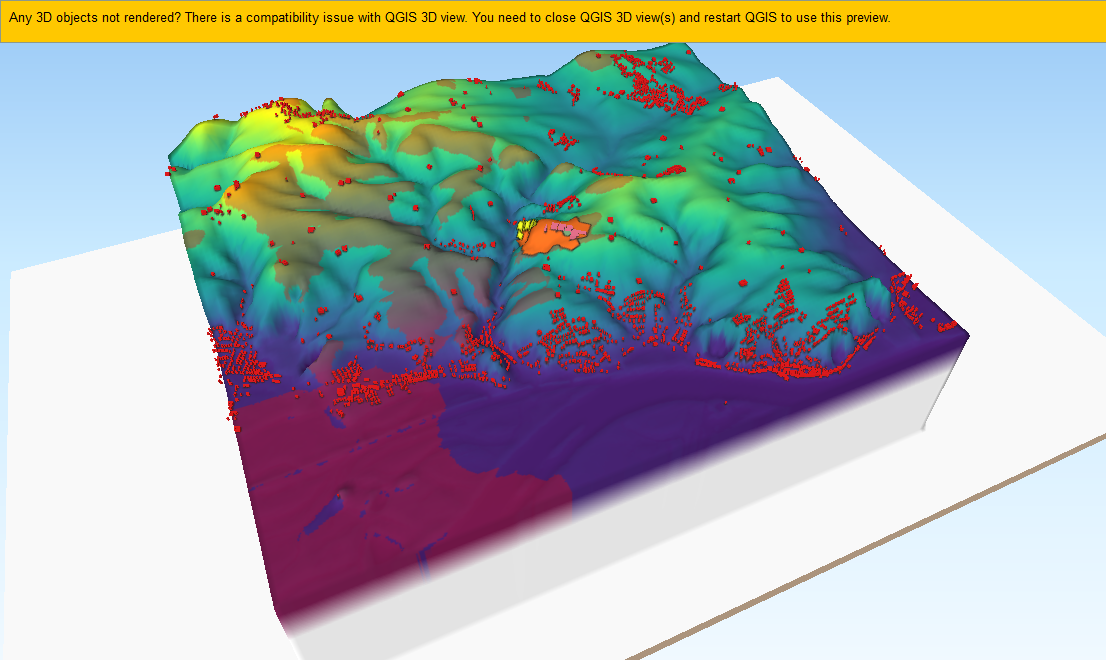 Any 3D objects not rendered? There is a compatibility issue with QGIS 3D view. You need to close QGIS 3D view(s) and restart QGIS to use this preview.